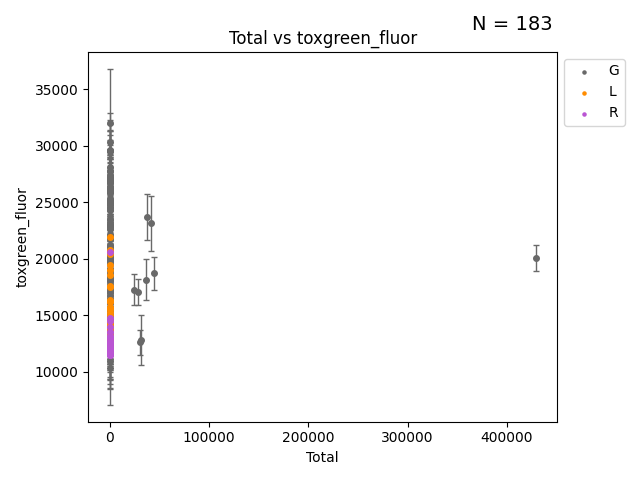 N = 183
Total vs toxgreen_fluor
G
L
R
35000
30000
25000
20000
15000
10000
toxgreen_fluor
0
100000
200000
300000
400000
Total